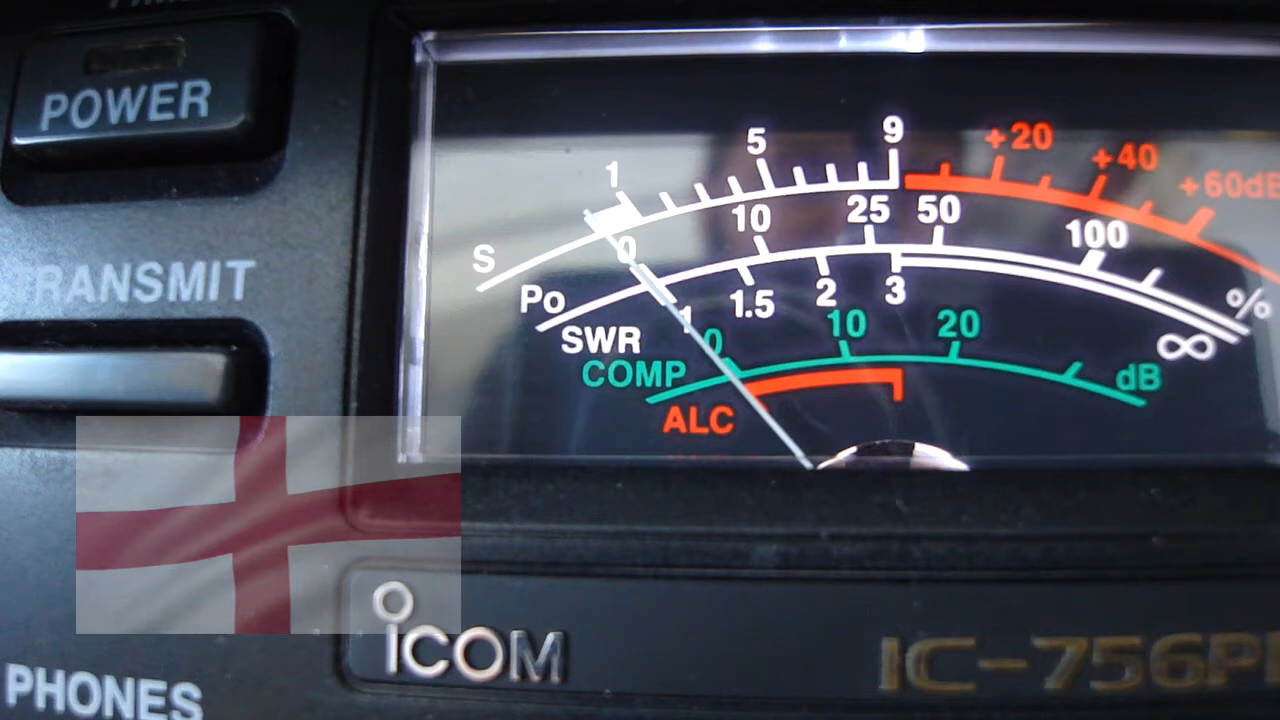 POWER
TRANSMIT
PHONES
S
1
5
9
+20
+40
+60dB
Po
0
10
25
50
100
%
SWR
1
1.5
2
3
∞
COMP
0
10
20
dB
ALC
ICOM
IC-756P